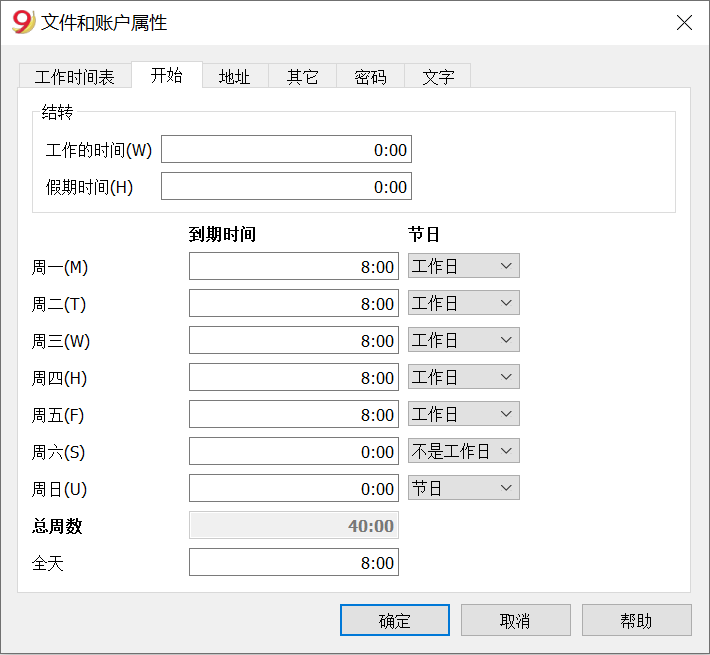 9 文件和账户属性
工作时间表 开始 地址 其它 密码 文字
结转
工作的时间(W) 0:00
假期时间(H) 0:00
到期时间 节日
周一(M) 8:00 工作日
周二(T) 8:00 工作日
周三(W) 8:00 工作日
周四(H) 8:00 工作日
周五(F) 8:00 工作日
周六(S) 0:00 不是工作日
周日(U) 0:00 节日
总周数 40:00
全天 8:00
确定 取消 帮助